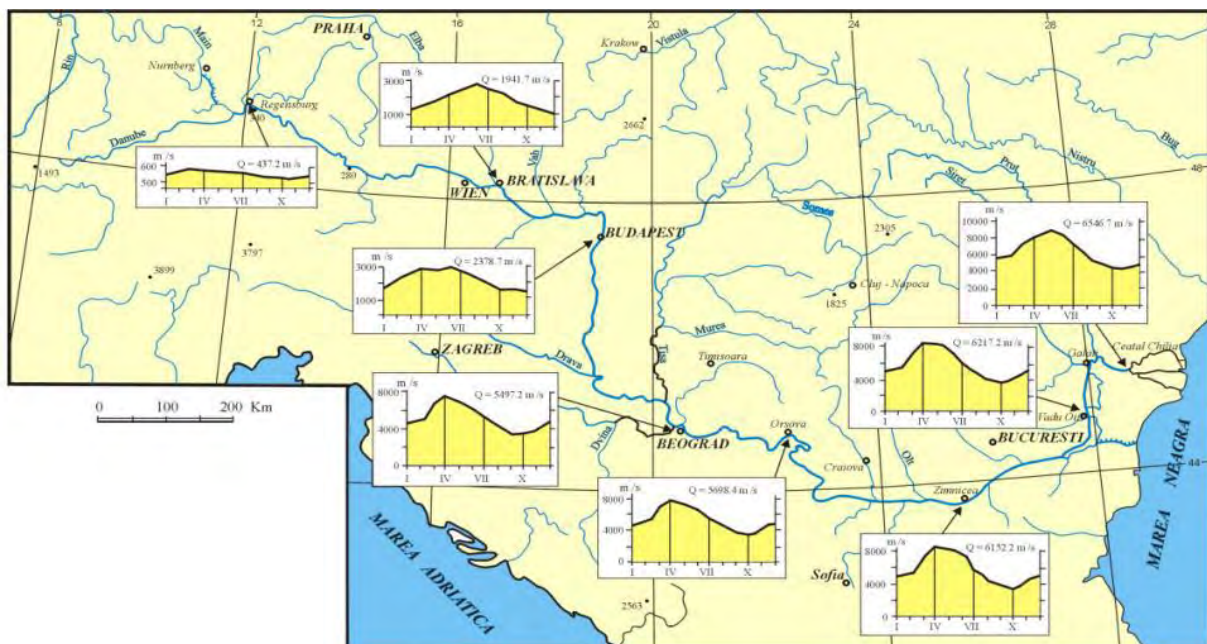 8
12
16
20
24
28
PRAHA
Elba
Main
Rin
Nurnberg
Krakow
Vistula
Regensburg
340
Danube
1493
280
WIEN
BRATISLAVA
Vah
2662
Bug
Nistru
Prut
Siret
48
m /s
600
500
Q = 437.2 m /s
I
IV
VII
X
m /s
3000
1000
Q = 1941.7 m /s
I
IV
VII
X
BUDAPEST
Somes
2305
3797
3899
Cluj - Napoca
1825
m /s
3000
1000
Q = 2378.7 m /s
I
IV
VII
X
m /s
10000
8000
6000
4000
2000
0
Q = 6546.7 m /s
I
IV
VII
X
ZAGREB
Drava
Tisa
Mures
Timisoara
Galati
Ceatal Chilia
m /s
8000
4000
0
Q = 6217.2 m /s
I
IV
VII
X
0
100
200
Km
m /s
8000
4000
0
Q = 5497.2 m /s
I
IV
VII
X
Dvina
BEOGRAD
Orsova
Vadu Oii
BUCURESTI
Craiova
Olt
Zimnicea
44
MAREA NEAGRA
MAREA ADRIATICA
m /s
8000
4000
0
Q = 5698.4 m /s
I
IV
VII
X
m /s
8000
4000
0
Q = 6152.2 m /s
I
IV
VII
X
Sofia
2563